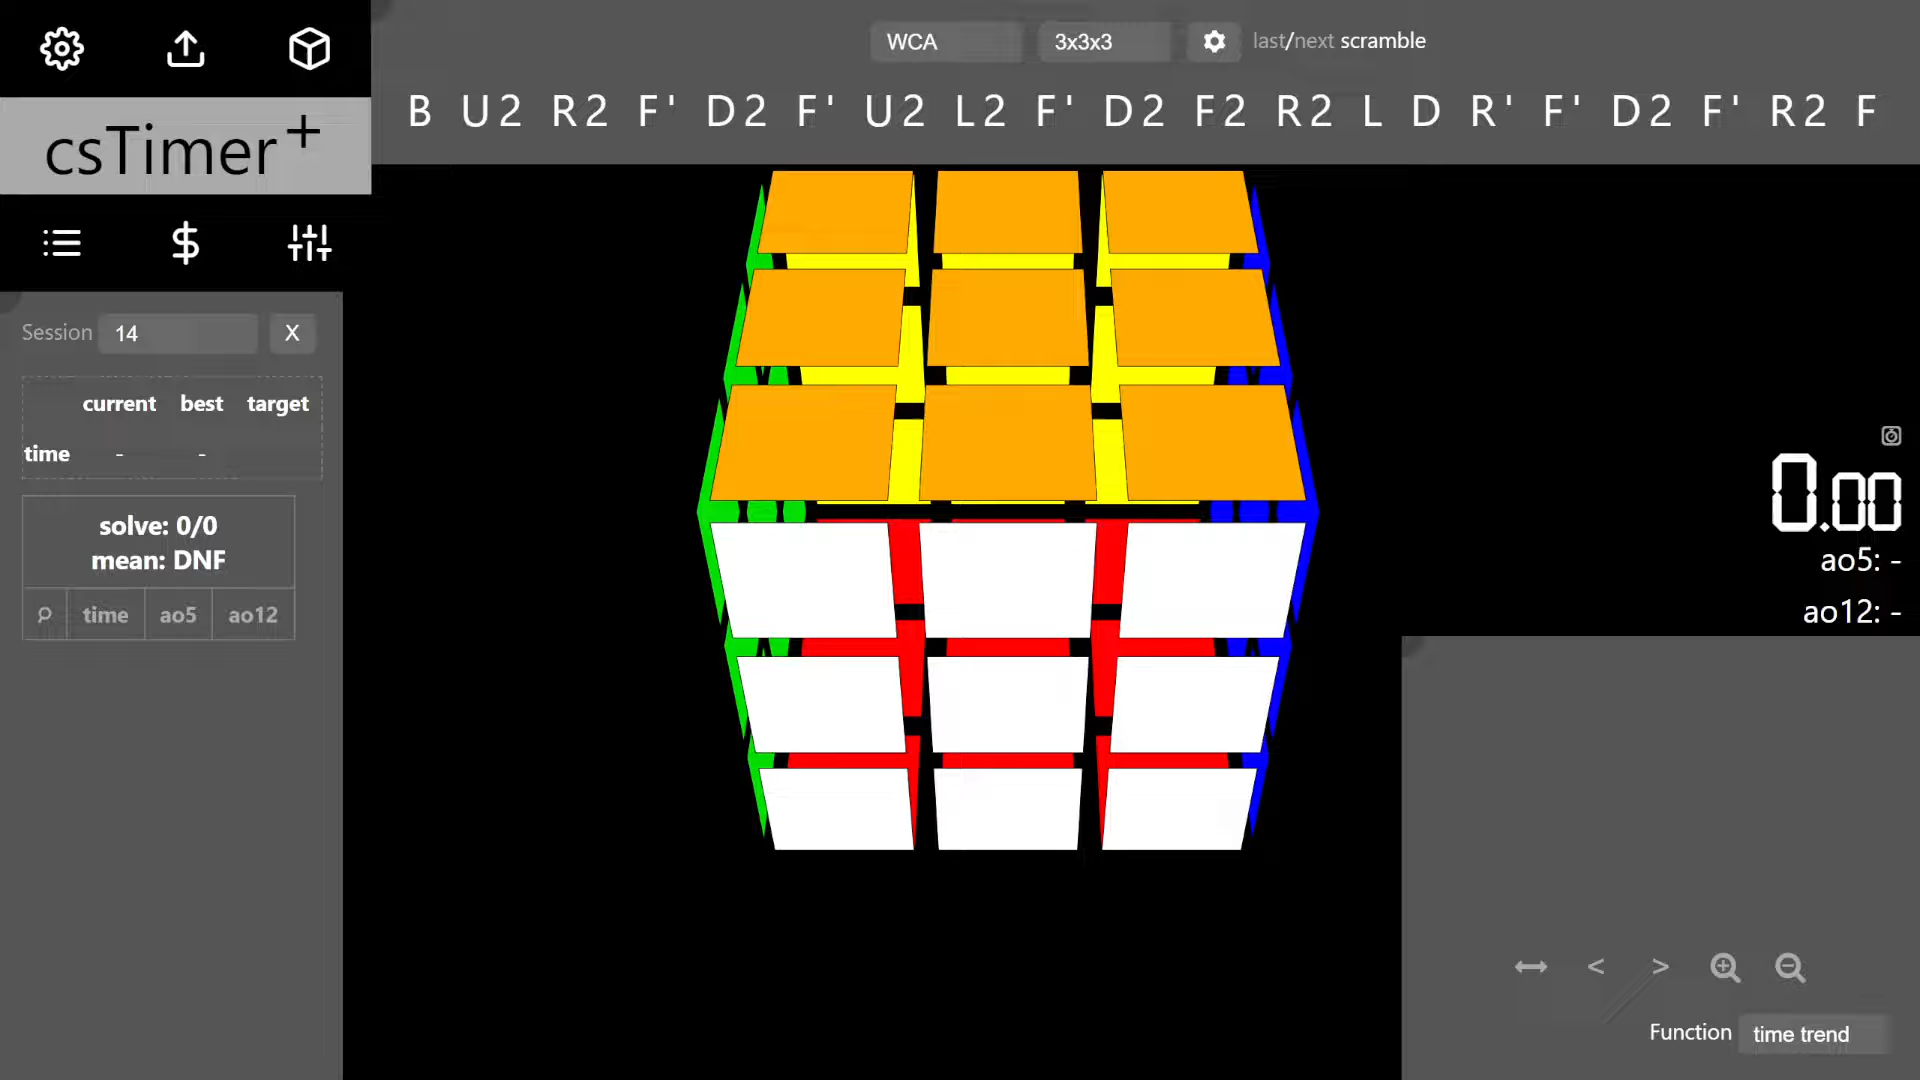 WCA 3x3x3 last/next scramble
B U2 R2 F' D2 F' U2 L2 F' D2 F2 R2 L D R' F' D2 F' R2 F
csTimer+
Session 14 X
current best target
time - -
solve: 0/0
mean: DNF
time ao5 ao12
0.00
ao5: -
ao12: -
< >
Function time trend